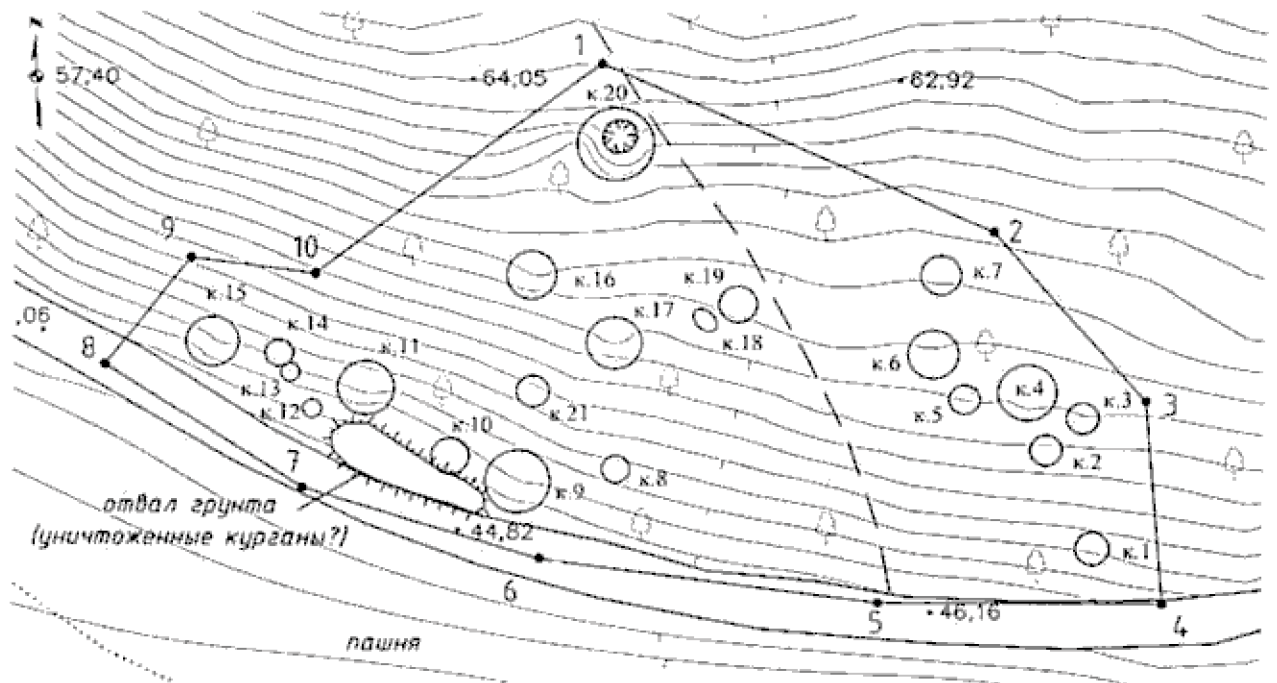 1
57,40
64,05
62,92
к.20
2
9
10
к.15
к.16
к.19
к.7
,06
к.14
к.11
к.17
к.18
8
к.6
к.4
к.3
3
к.13
к.12
к.21
к.5
к.10
к.2
7
к.9
к.8
отвал грунта
(уничтоженные курганы?)
44,82
к.1
6
5
46,16
4
пашня